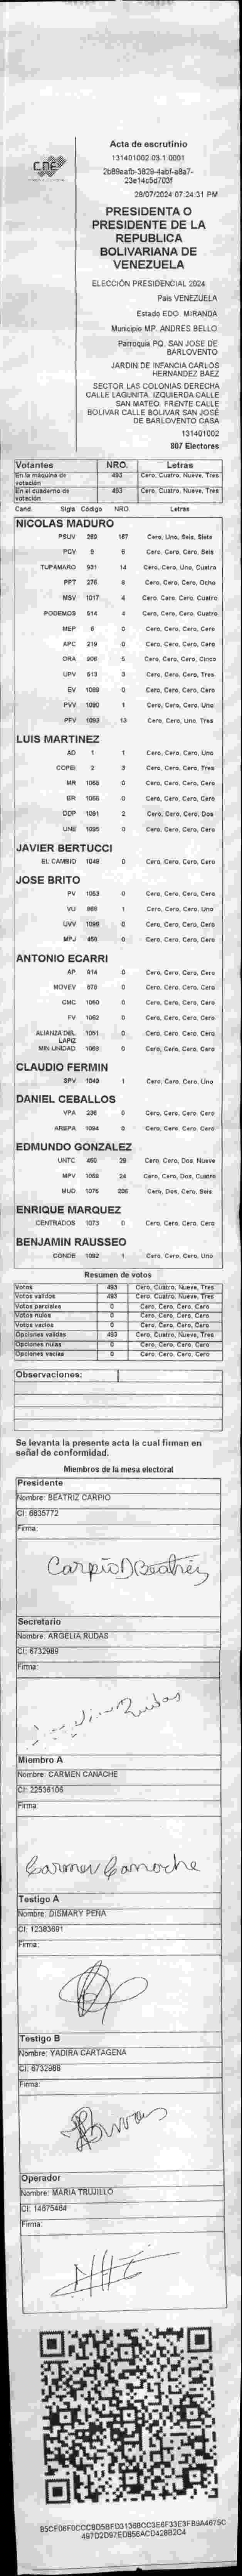 CNE
Acta de escrutinio
131401002.03.1.0001
2b89aafb-3829-4abf-a8a7-
23e14c5d703f
28/07/2024 07:24:31 PM
PRESIDENTA O
PRESIDENTE DE LA
REPUBLICA
BOLIVARIANA DE
VENEZUELA
ELECCIÓN PRESIDENCIAL 2024
País VENEZUELA
Estado EDO. MIRANDA
Municipio MP. ANDRES BELLO
Parroquia PQ. SAN JOSE DE
BARLOVENTO
JARDIN DE INFANCIA CARLOS
HERNANDEZ BAEZ
SECTOR LAS COLONIAS DERECHA
CALLE LAGUNITA. IZQUIERDA CALLE
SAN MATEO. FRENTE CALLE
BOLIVAR CALLE BOLIVAR SAN JOSÉ
DE BARLOVENTO CASA
131401002
807 Electores
Votantes NRO. Letras
En la máquina de votación 493 Cero, Cuatro, Nueve, Tres
En el cuaderno de votación 493 Cero, Cuatro, Nueve, Tres
Cand. Sigla Código NRO. Letras
NICOLAS MADURO
PSUV 269 167 Cero, Uno, Seis, Siete
PCV 9 6 Cero, Cero, Cero, Seis
TUPAMARO 931 14 Cero, Cero, Uno, Cuatro
PPT 276 8 Cero, Cero, Cero, Ocho
MSV 1017 4 Cero, Cero, Cero, Cuatro
PODEMOS 514 4 Cero, Cero, Cero, Cuatro
MEP 6 0 Cero, Cero, Cero, Cero
APC 219 0 Cero, Cero, Cero, Cero
ORA 906 5 Cero, Cero, Cero, Cinco
UPV 613 3 Cero, Cero, Cero, Tres
EV 1089 0 Cero, Cero, Cero, Cero
PVV 1090 1 Cero, Cero, Cero, Uno
PFV 1093 13 Cero, Cero, Uno, Tres
LUIS MARTINEZ
AD 1 1 Cero, Cero, Cero, Uno
COPEI 2 3 Cero, Cero, Cero, Tres
MR 1065 0 Cero, Cero, Cero, Cero
BR 1066 0 Cero, Cero, Cero, Cero
DDP 1091 2 Cero, Cero, Cero, Dos
UNE 1096 0 Cero, Cero, Cero, Cero
JAVIER BERTUCCI
EL CAMBIO 1048 0 Cero, Cero, Cero, Cero
JOSE BRITO
PV 1053 0 Cero, Cero, Cero, Cero
VU 969 1 Cero, Cero, Cero, Uno
UVV 1098 0 Cero, Cero, Cero, Cero
MPJ 459 0 Cero, Cero, Cero, Cero
ANTONIO ECARRI
AP 614 0 Cero, Cero, Cero, Cero
MOVEV 679 0 Cero, Cero, Cero, Cero
CMC 1060 0 Cero, Cero, Cero, Cero
FV 1062 0 Cero, Cero, Cero, Cero
ALIANZA DEL LAPIZ 1051 0 Cero, Cero, Cero, Cero
MIN UNIDAD 1068 0 Cero, Cero, Cero, Cero
CLAUDIO FERMIN
SPV 1049 1 Cero, Cero, Cero, Uno
DANIEL CEBALLOS
VPA 236 0 Cero, Cero, Cero, Cero
AREPA 1094 0 Cero, Cero, Cero, Cero
EDMUNDO GONZALEZ
UNTC 460 29 Cero, Cero, Dos, Nueve
MPV 1058 24 Cero, Cero, Dos, Cuatro
MUD 1075 206 Cero, Dos, Cero, Seis
ENRIQUE MARQUEZ
CENTRADOS 1073 0 Cero, Cero, Cero, Cero
BENJAMIN RAUSSEO
CONDE 1092 1 Cero, Cero, Cero, Uno
Resumen de votos
Votos 493 Cero, Cuatro, Nueve, Tres
Votos validos 493 Cero, Cuatro, Nueve, Tres
Votos parciales 0 Cero, Cero, Cero, Cero
Votos nulos 0 Cero, Cero, Cero, Cero
Votos vacíos 0 Cero, Cero, Cero, Cero
Opciones validas 493 Cero, Cuatro, Nueve, Tres
Opciones nulas 0 Cero, Cero, Cero, Cero
Opciones vacías 0 Cero, Cero, Cero, Cero
Observaciones:
Se levanta la presente acta la cual firman en
señal de conformidad.
Miembros de la mesa electoral
Presidente
Nombre: BEATRIZ CARPIO
CI: 6835772
Firma:
Carpio D Beatriz
Secretario
Nombre: ARGELIA RUDAS
CI: 6732989
Firma:
Rudas
Miembro A
Nombre: CARMEN CANACHE
CI: 22536106
Firma:
Carmen Canache
Testigo A
Nombre: DISMARY PENA
CI: 12383691
Firma:
Testigo B
Nombre: YADIRA CARTAGENA
CI: 6732988
Firma:
Operador
Nombre: MARIA TRUJILLO
CI: 14675464
Firma: